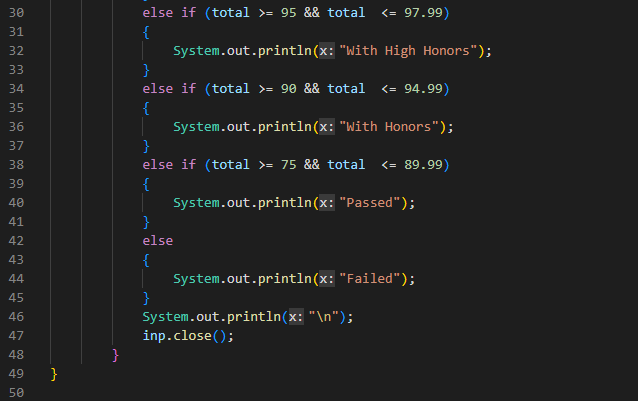 30 else if (total >= 95 && total  <= 97.99)
31 {
32     System.out.println(x: "With High Honors");
33 }
34 else if (total >= 90 && total  <= 94.99)
35 {
36     System.out.println(x: "With Honors");
37 }
38 else if (total >= 75 && total  <= 89.99)
39 {
40     System.out.println(x: "Passed");
41 }
42 else
43 {
44     System.out.println(x: "Failed");
45 }
46 System.out.println(x: "\n");
47 inp.close();
48 }
49 }
50